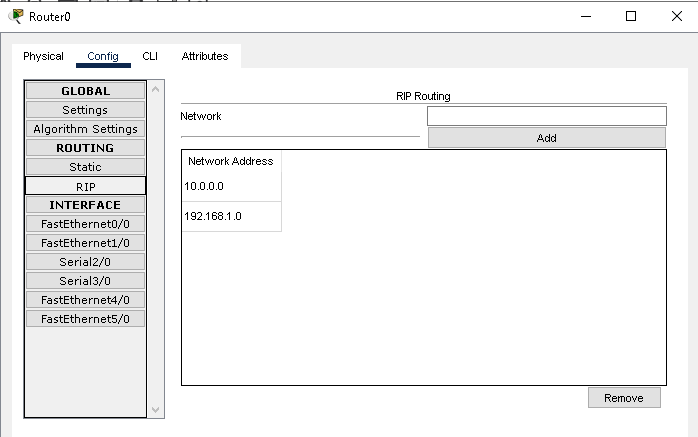 Router0
Physical Config CLI Attributes
GLOBAL
Settings
Algorithm Settings
ROUTING
Static
RIP
INTERFACE
FastEthernet0/0
FastEthernet1/0
Serial2/0
Serial3/0
FastEthernet4/0
FastEthernet5/0
RIP Routing
Network
Add
Network Address
10.0.0.0
192.168.1.0
Remove